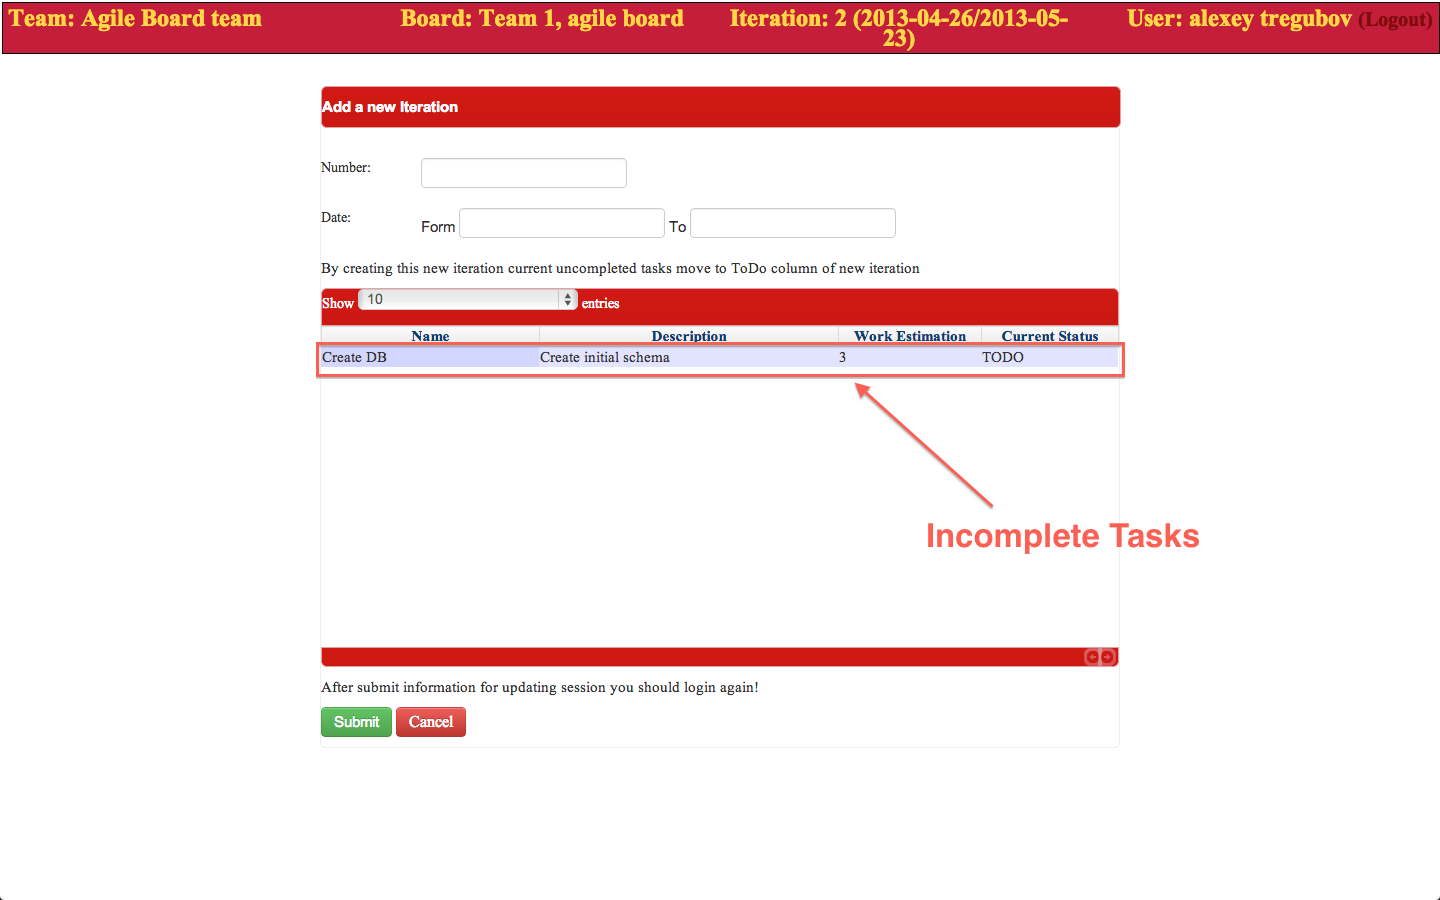 Team: Agile Board team
Board: Team 1, agile board
Iteration: 2 (2013-04-26/2013-05-
23)
User: alexey tregubov (Logout)
Add a new Iteration
Number:
Date:
Form
To
By creating this new iteration current uncompleted tasks move to ToDo column of new iteration
Show 10 entries
Name Description Work Estimation Current Status
Create DB Create initial schema 3 TODO
Incomplete Tasks
After submit information for updating session you should login again!
Submit Cancel